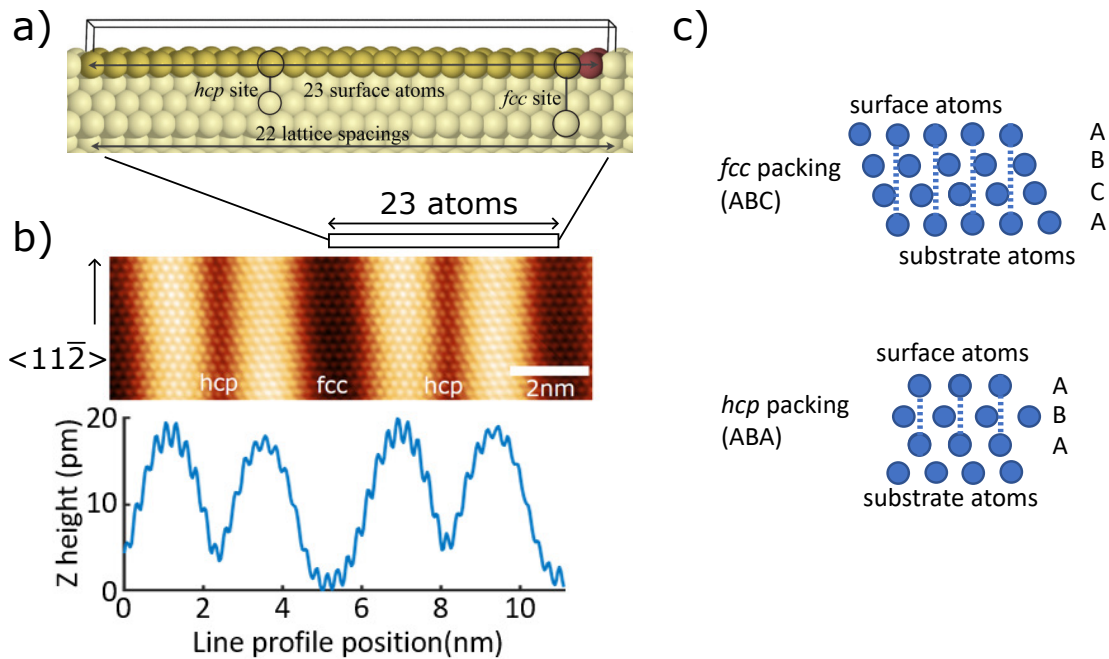 a)
hcp site
23 surface atoms
fcc site
22 lattice spacings
23 atoms
b)
<112̅>
hcp
fcc
hcp
2nm
Z height (pm)
20
10
0
0
2
4
6
8
10
Line profile position(nm)
c)
surface atoms
fcc packing
(ABC)
A
B
C
A
substrate atoms
surface atoms
hcp packing
(ABA)
A
B
A
substrate atoms